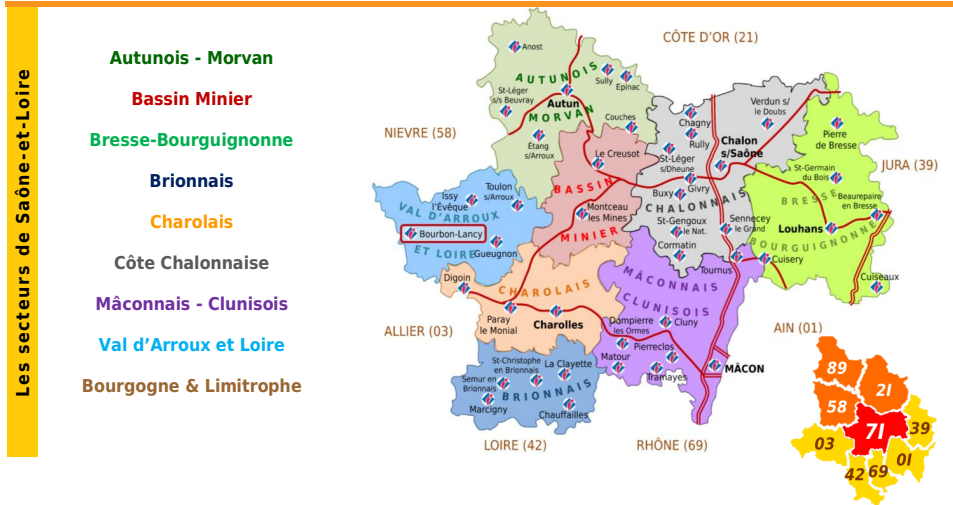 Les secteurs de Saône-et-Loire
Autunois - Morvan
Bassin Minier
Bresse-Bourguignonne
Brionnais
Charolais
Côte Chalonnaise
Mâconnais - Clunisois
Val d’Arroux et Loire
Bourgogne & Limitrophe
CÔTE D’OR (21)
NIEVRE (58)
JURA (39)
ALLIER (03)
AIN (01)
LOIRE (42)
RHÔNE (69)
AUTUNOIS
MORVAN
Anost
Sully
Epinac
St-Léger
s/s Beuvray
Autun
Étang
s/Arroux
Couches
BASSIN
MINIER
Le Creusot
Montceau
les Mines
CHALONNAIS
Chagny
Rully
Verdun s/
le Doubs
Chalon
s/Saône
St-Léger
s/Dheune
Givry
Buxy
St-Gengoux
le Nat.
Sennecey
le Grand
Cormatin
BRESSE
BOURGUIGNONNE
Pierre
de Bresse
St-Germain
du Bois
Beaurepaire
en Bresse
Louhans
Cuisery
Cuiseaux
VAL D’ARROUX
ET LOIRE
Toulon
s/Arroux
Issy
l’Évêque
Bourbon-Lancy
Gueugnon
CHAROLAIS
Digoin
Paray
le Monial
Charolles
MÂCONNAIS
CLUNISOIS
Tournus
Dompierre
les Ormes
Cluny
Pierreclos
Matour
Tramayes
MÂCON
BRIONNAIS
St-Christophe
en Brionnais
La Clayette
Semur en
Brionnais
Marcigny
Chauffailles
89
21
58
71
39
03
01
42
69